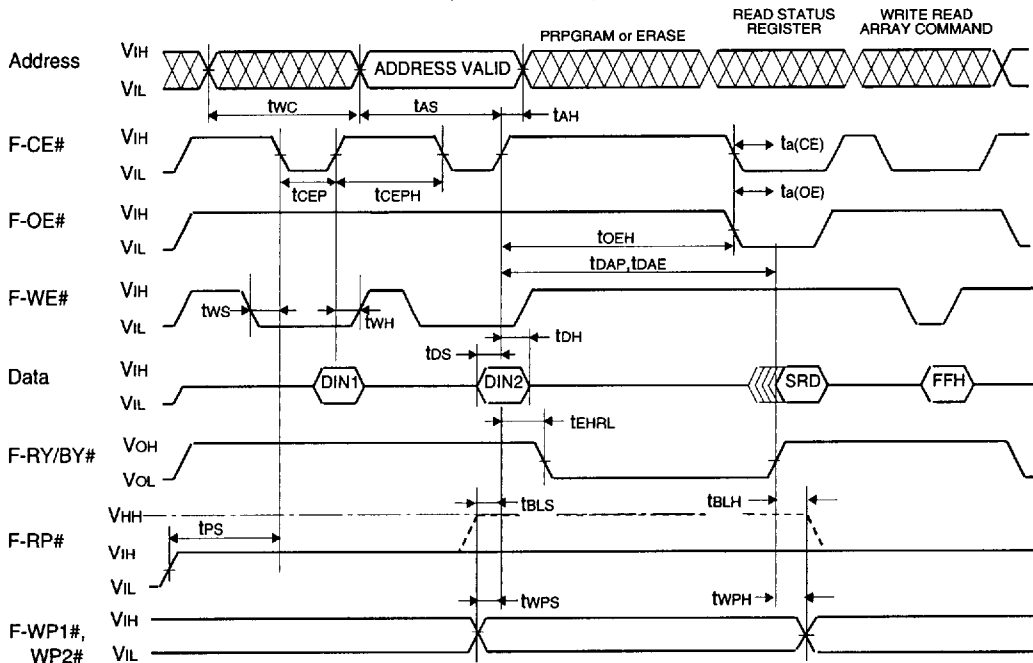 READ STATUS
REGISTER
WRITE READ
ARRAY COMMAND
PRPGRAM or ERASE
Address
VIH
VIL
ADDRESS VALID
tWC
tAS
tAH
F-CE#
VIH
VIL
ta(CE)
tCEP
tCEPH
ta(OE)
F-OE#
VIH
VIL
tOEH
tDAP,tDAE
F-WE#
VIH
VIL
tWS
tWH
tDH
tDS
Data
VIH
VIL
DIN1
DIN2
SRD
FFH
tEHRL
F-RY/BY#
VOH
VOL
tBLS
tBLH
VHH
tPS
F-RP#
VIH
VIL
tWPS
tWPH
F-WP1#,
WP2#
VIH
VIL